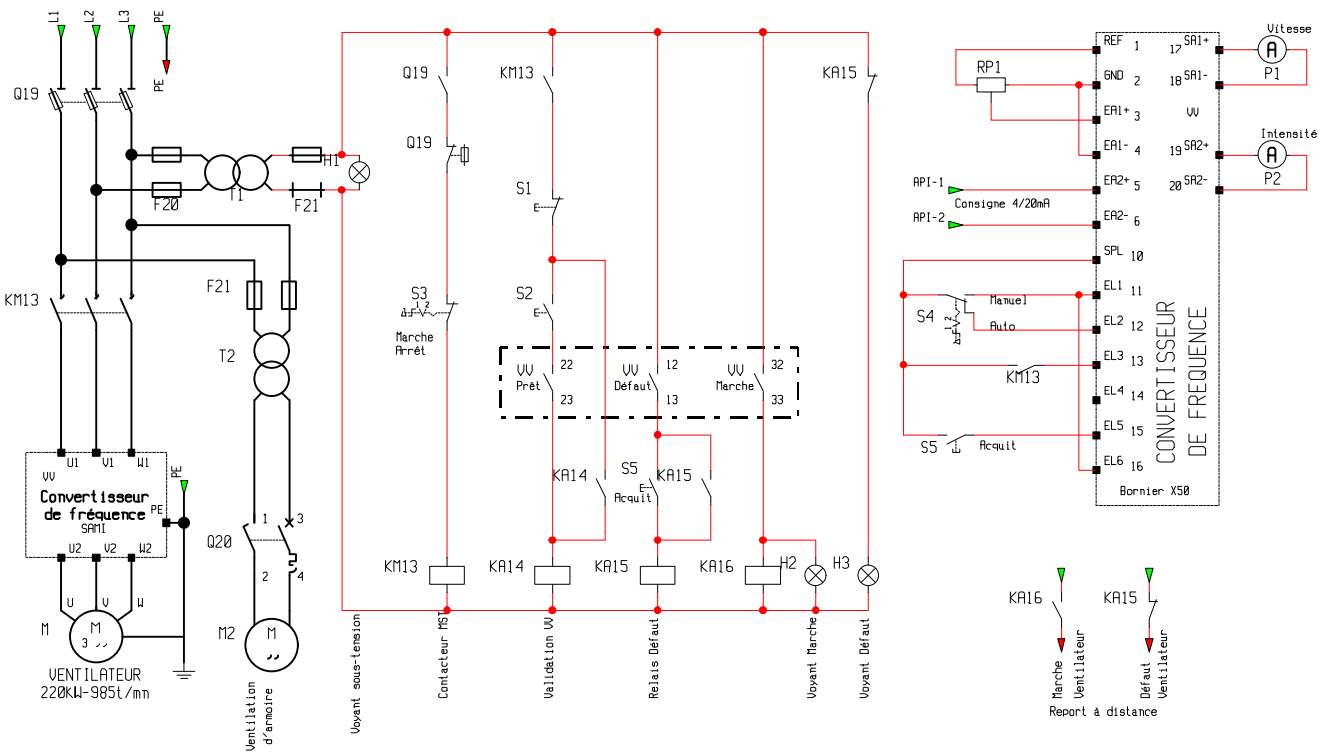 L1
L2
L3
PE
PE
Q19
KM13
F20
T1
H1
F21
F21
T2
U1
V1
W1
VV
Convertisseur
de fréquence
SAMI
PE
PE
U2
V2
W2
U
V
W
M
M
3
VENTILATEUR
220KW-985t/mn
Q20
1
3
2
4
M2
M
Ventilation
d'armoire
Voyant sous-tension
Q19
Q19
S3
1 2
Marche
Arrêt
KM13
Contacteur MST
KM13
S1
S2
VV
Prêt
22
23
KA14
KA14
Validation VV
VV
Défaut
12
13
S5
Acquit
KA15
KA15
Relais Défaut
VV
Marche
32
33
KA16
H2
Voyant Marche
KA15
H3
Voyant Défaut
RP1
API-1
Consigne 4/20mA
API-2
S4
1 2
Manuel
Auto
KM13
S5
Acquit
REF 1
GND 2
EA1+ 3
EA1- 4
EA2+ 5
EA2- 6
SPL 10
EL1 11
EL2 12
EL3 13
EL4 14
EL5 15
EL6 16
17 SA1+
18 SA1-
VV
19 SA2+
20 SA2-
CONVERTISSEUR
DE FREQUENCE
Bornier X50
Vitesse
A
P1
Intensité
A
P2
KA16
Marche
Ventilateur
KA15
Défaut
Ventilateur
Report à distance